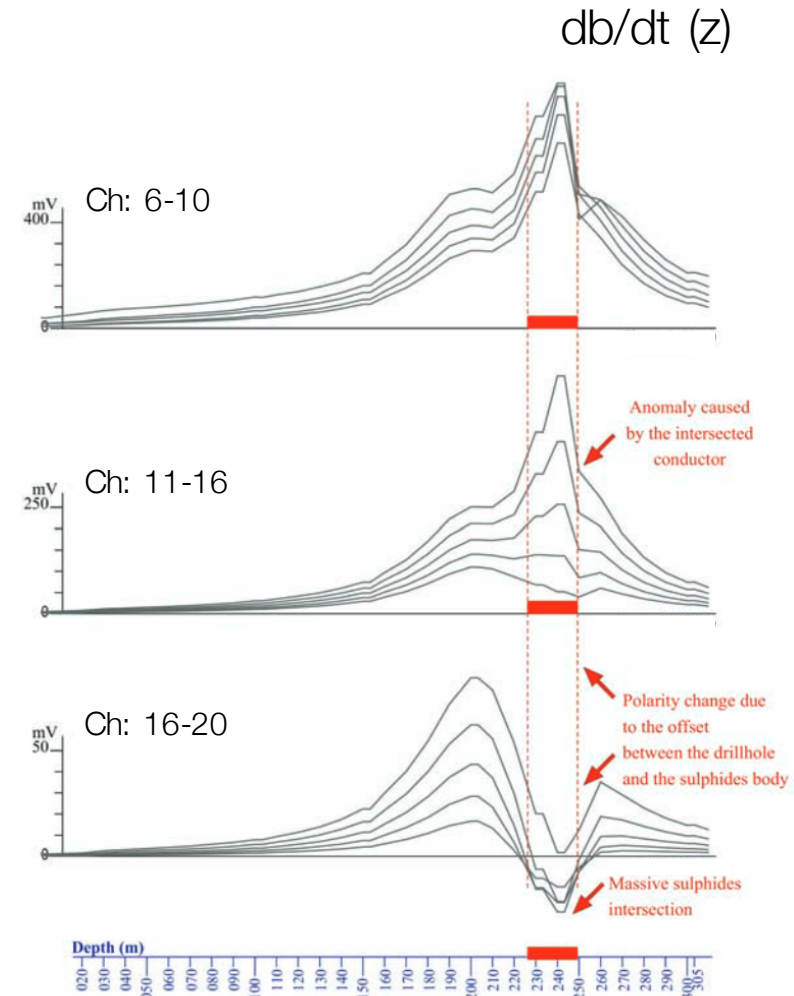 db/dt (z)
mV
400
0
Ch: 6-10
mV
250
0
Ch: 11-16
Anomaly caused
by the intersected
conductor
mV
50
0
Ch: 16-20
Polarity change due
to the offset
between the drillhole
and the sulphides body
Massive sulphides
intersection
Depth (m)
020 030 040 050 060 070 080 090 100 110 120 130 140 150 160 170 180 190 200 210 220 230 240 250 260 270 280 290 300 305